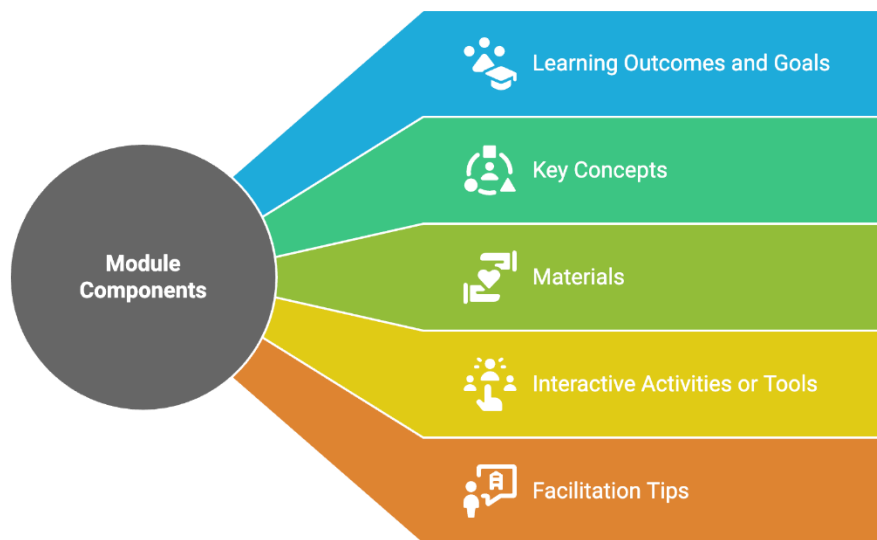 Learning Outcomes and Goals
Key Concepts
Module
Components
Materials
Interactive Activities or Tools
Facilitation Tips